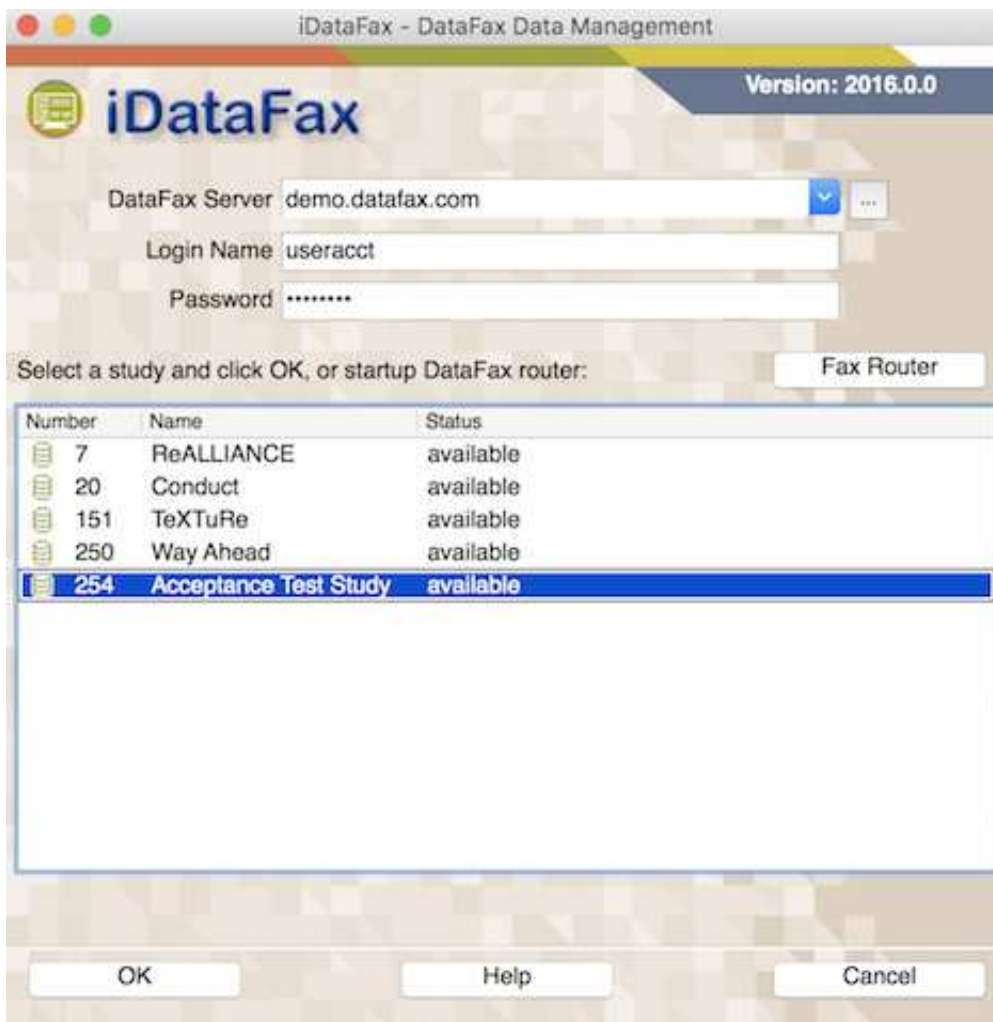 iDataFax - DataFax Data Management
Version: 2016.0.0
iDataFax
DataFax Server demo.datafax.com ...
Login Name useracct
Password ••••••••
Select a study and click OK, or startup DataFax router: Fax Router
Number Name Status
7 ReALLIANCE available
20 Conduct available
151 TeXTuRe available
250 Way Ahead available
254 Acceptance Test Study available
OK Help Cancel